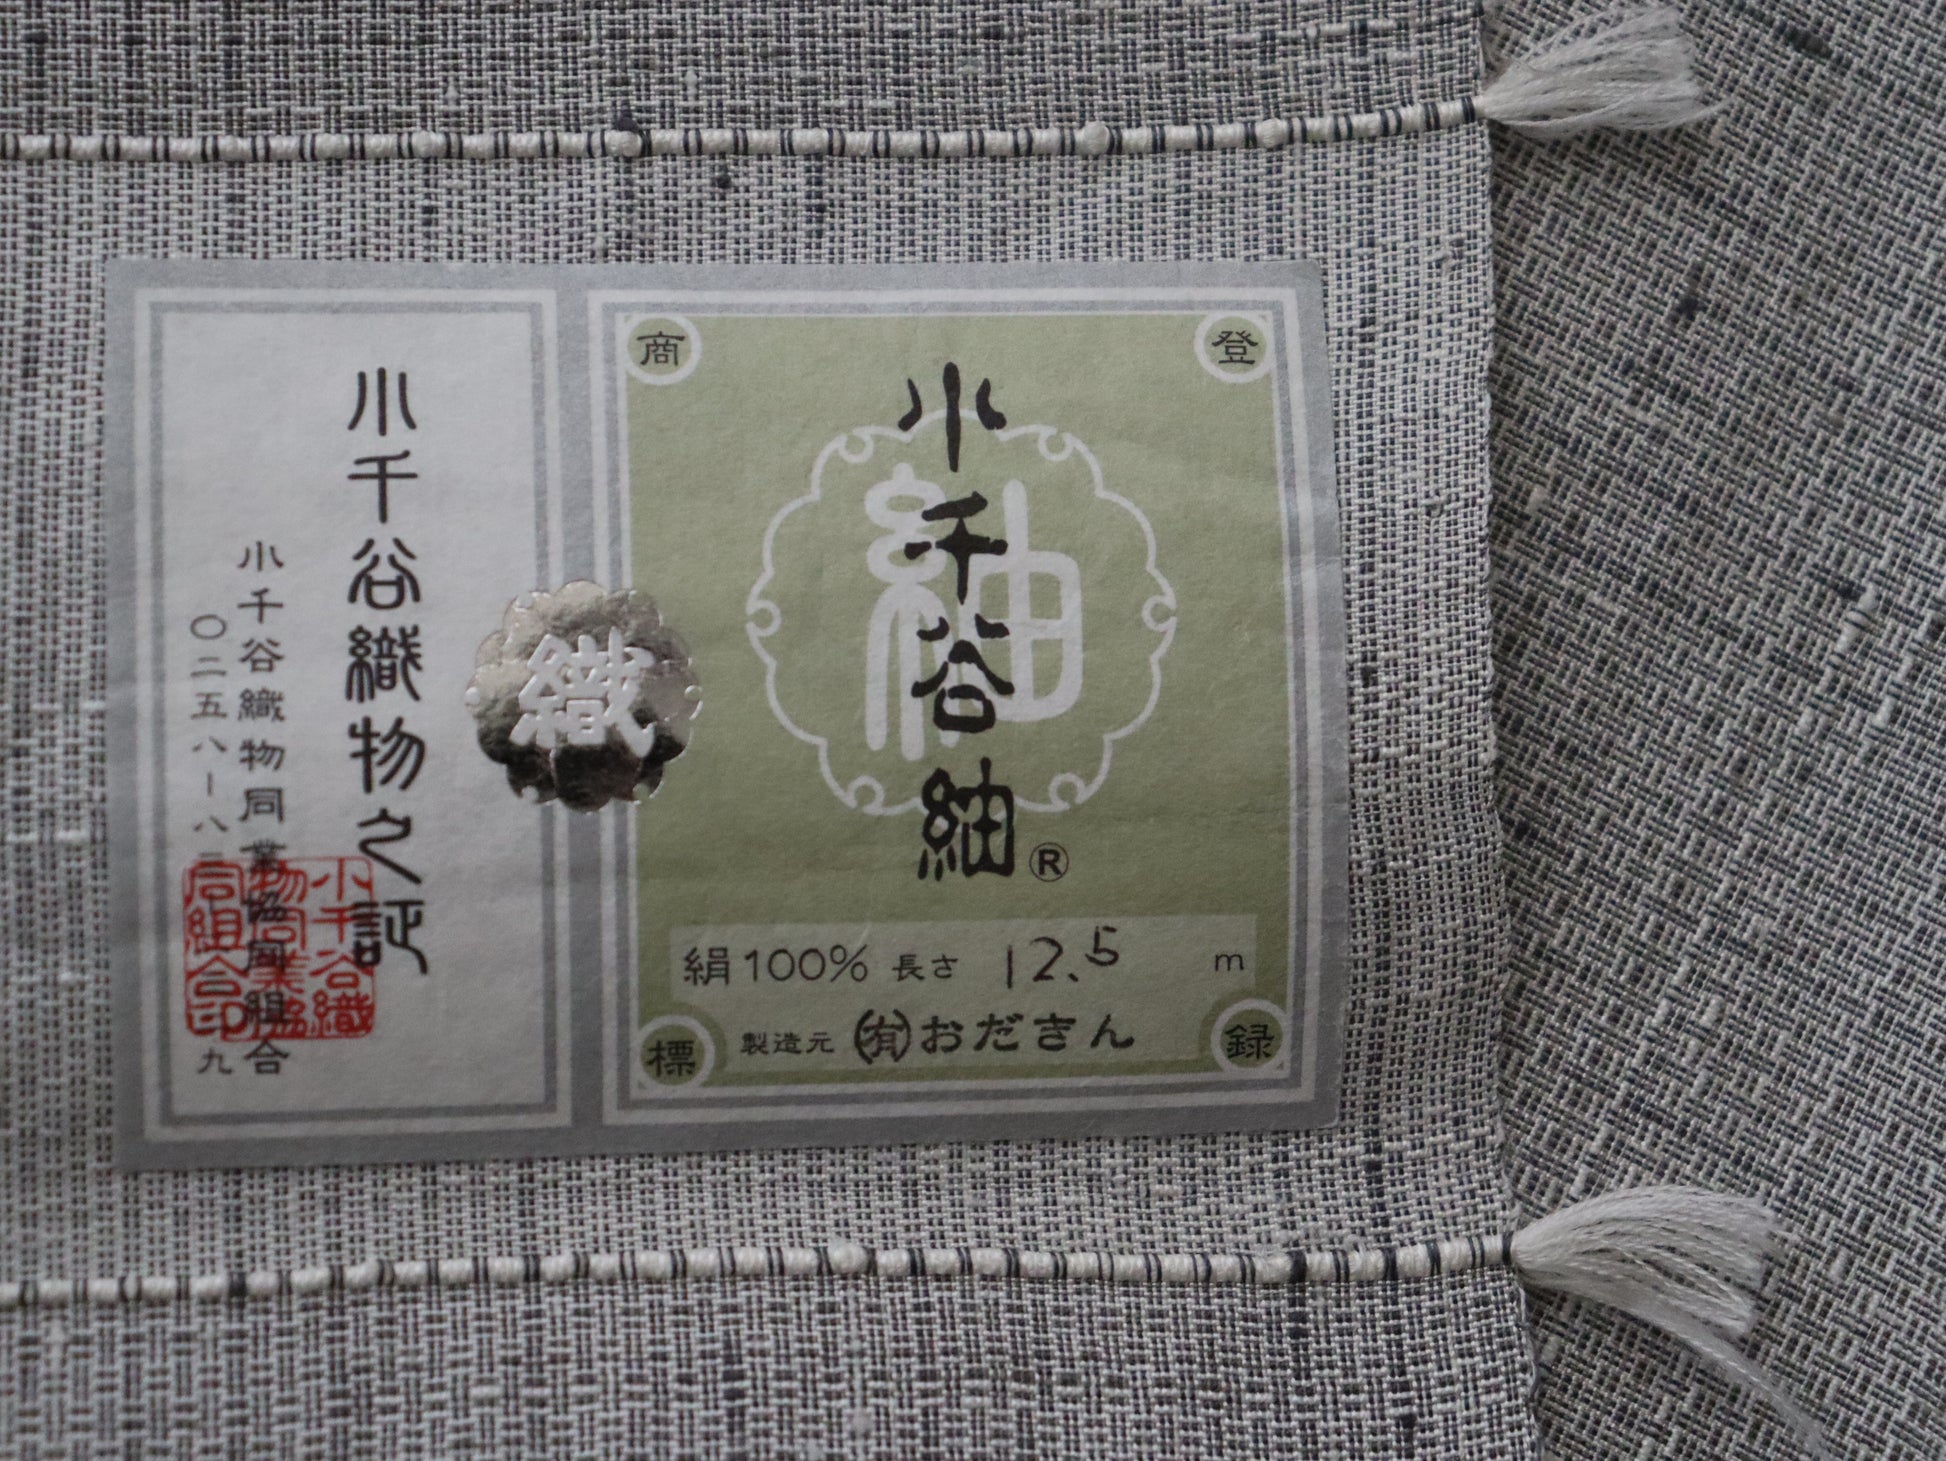 登録商標
紬
小千谷紬®
絹100% 長さ 12.5 m
製造元 (有)おださん
織
小千谷織物之証
小千谷織物同業協同組合
〇二五八-八三 九
小千谷織物同業協同組合印